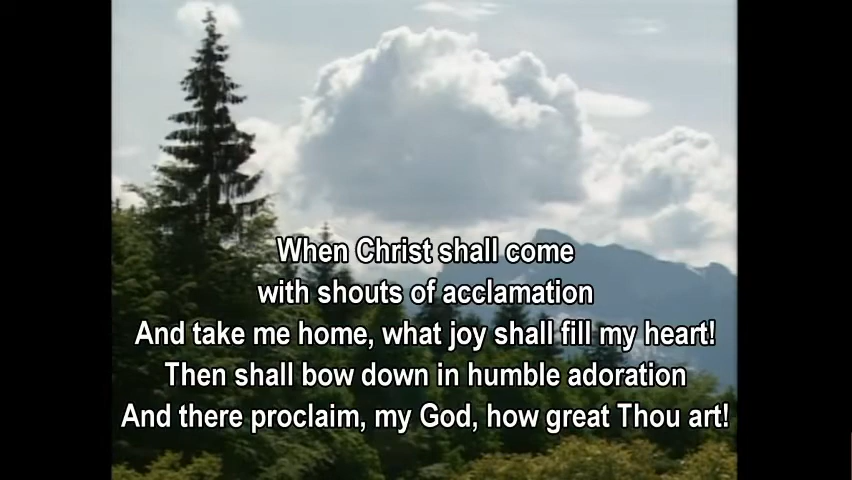 When Christ shall come
with shouts of acclamation
And take me home, what joy shall fill my heart!
Then shall bow down in humble adoration
And there proclaim, my God, how great Thou art!